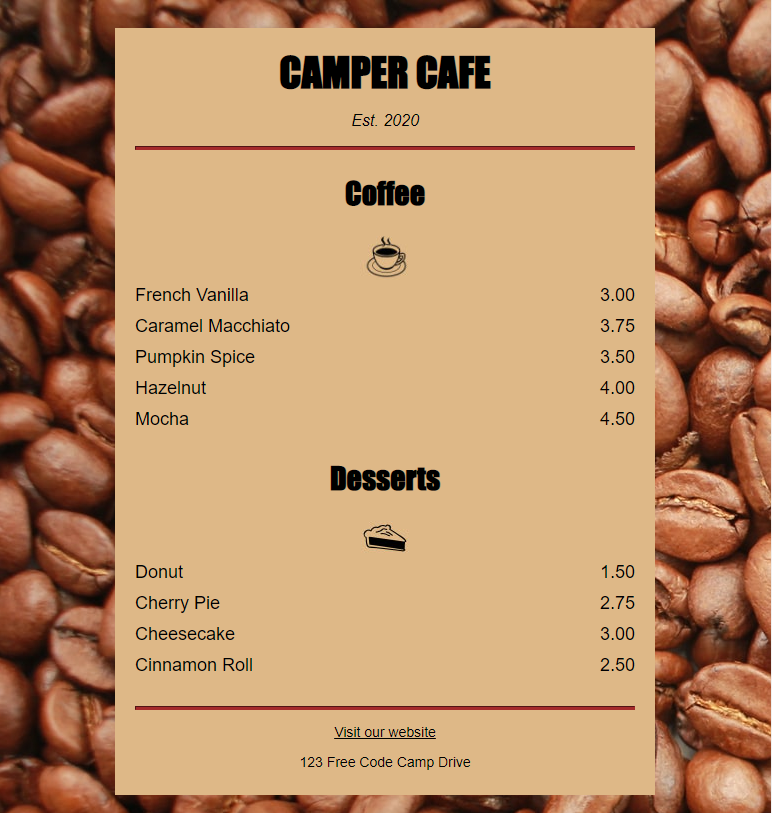 CAMPER CAFE
Est. 2020
Coffee
French Vanilla 3.00
Caramel Macchiato 3.75
Pumpkin Spice 3.50
Hazelnut 4.00
Mocha 4.50
Desserts
Donut 1.50
Cherry Pie 2.75
Cheesecake 3.00
Cinnamon Roll 2.50
Visit our website
123 Free Code Camp Drive